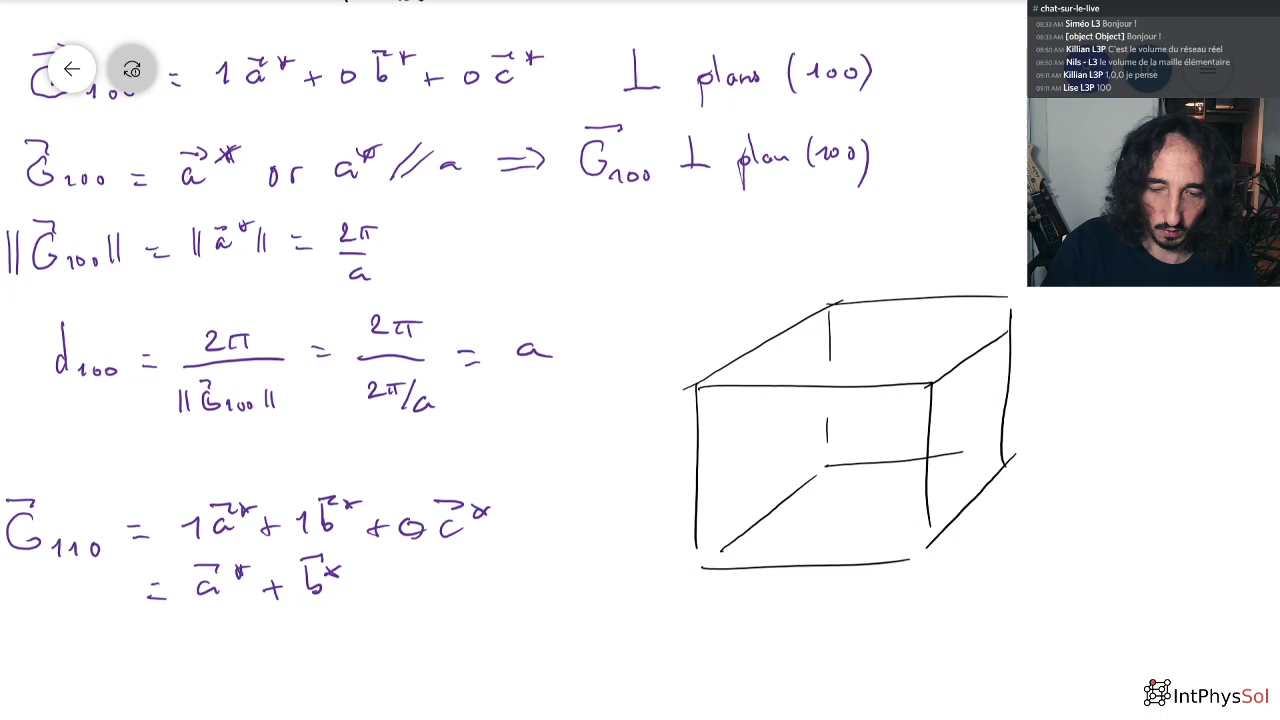 G⃗₁₀₀ = 1 a⃗* + 0 b⃗* + 0 c⃗* ⊥ plans (100)
G⃗₁₀₀ = a⃗* or a* // a ⟹ G⃗₁₀₀ ⊥ plan (100)
||G⃗₁₀₀|| = ||a⃗*|| = 2π/a
d₁₀₀ = 2π/||G⃗₁₀₀|| = 2π/(2π/a) = a
G⃗₁₁₀ = 1 a⃗* + 1 b⃗* + 0 c⃗*
= a⃗* + b⃗*
# chat-sur-le-live
08:33 AM Siméo L3 Bonjour !
08:33 AM [object Object] Bonjour !
08:50 AM Killian L3P C'est le volume du réseau réel
08:50 AM Nils - L3 le volume de la maille élémentaire
09:11 AM Killian L3P 1,0,0 je pense
09:11 AM Lise L3P 100
IntPhysSol